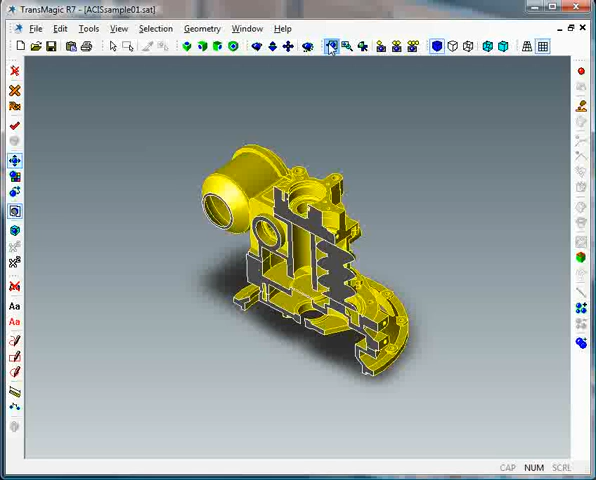 TransMagic R7 - [ACISsample01.sat]
File Edit Tools View Selection Geometry Window Help
Aa
Aa
CAP NUM SCRL